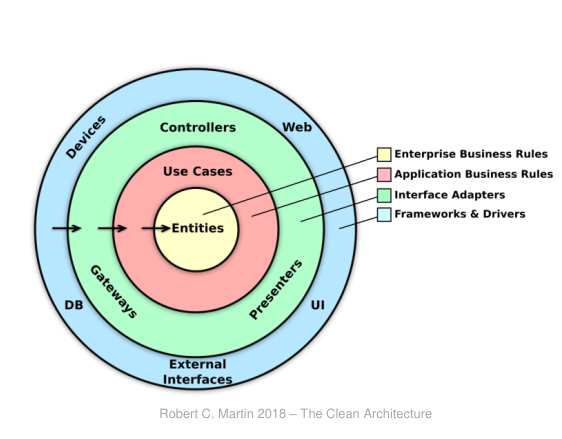 Devices
Controllers
Web
Use Cases
Entities
Gateways
Presenters
DB
UI
External
Interfaces
Enterprise Business Rules
Application Business Rules
Interface Adapters
Frameworks & Drivers
Robert C. Martin 2018 – The Clean Architecture